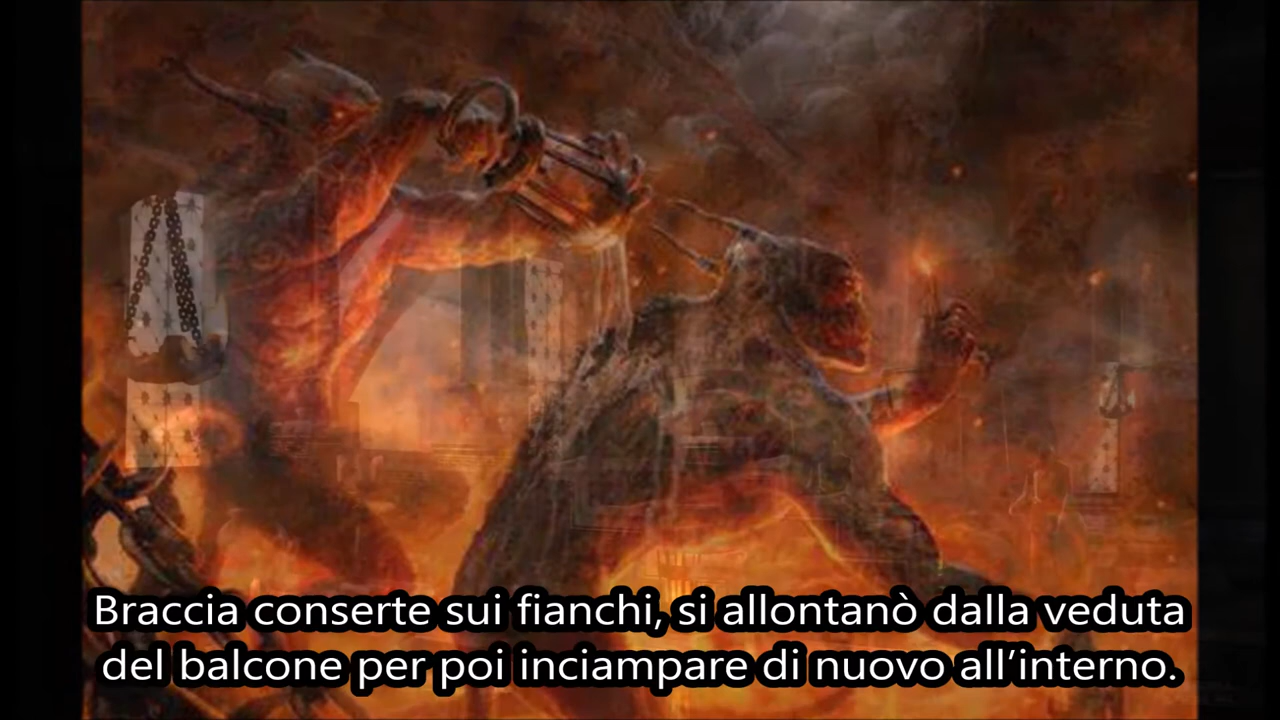 Braccia conserte sui fianchi, si allontanò dalla veduta
del balcone per poi inciampare di nuovo all’interno.